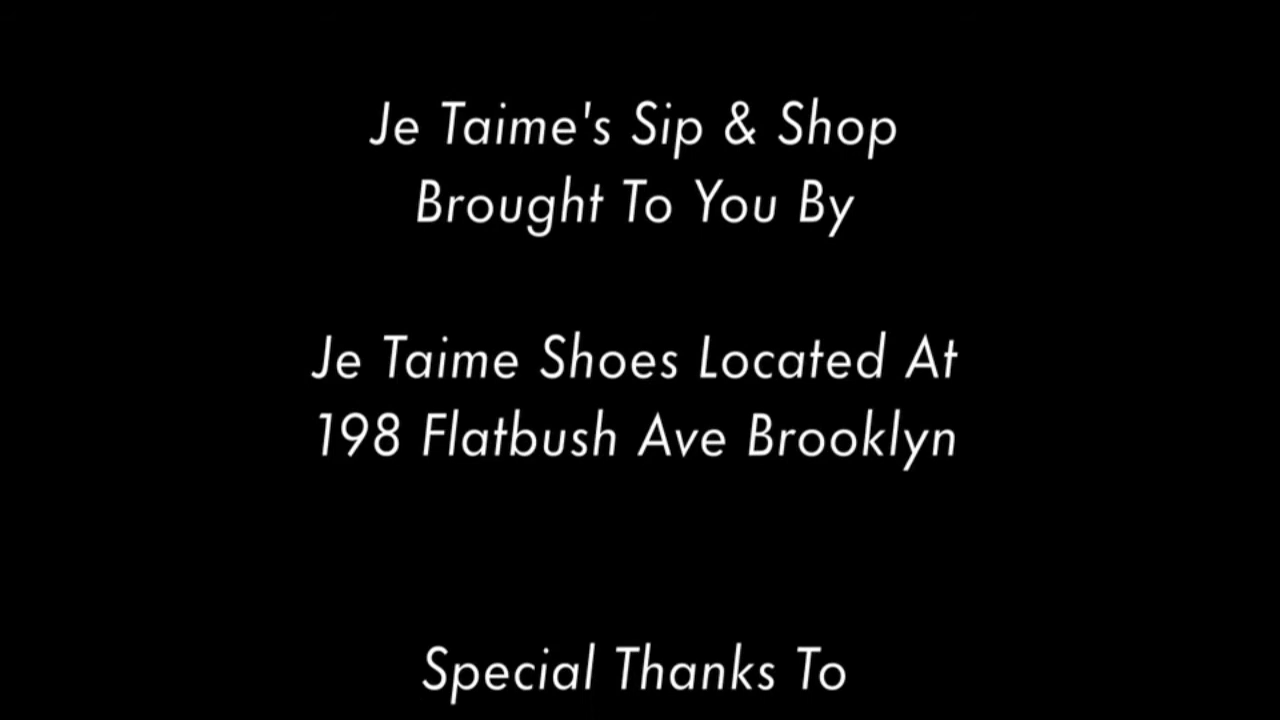 Je Taime's Sip & Shop
Brought To You By
Je Taime Shoes Located At
198 Flatbush Ave Brooklyn
Special Thanks To